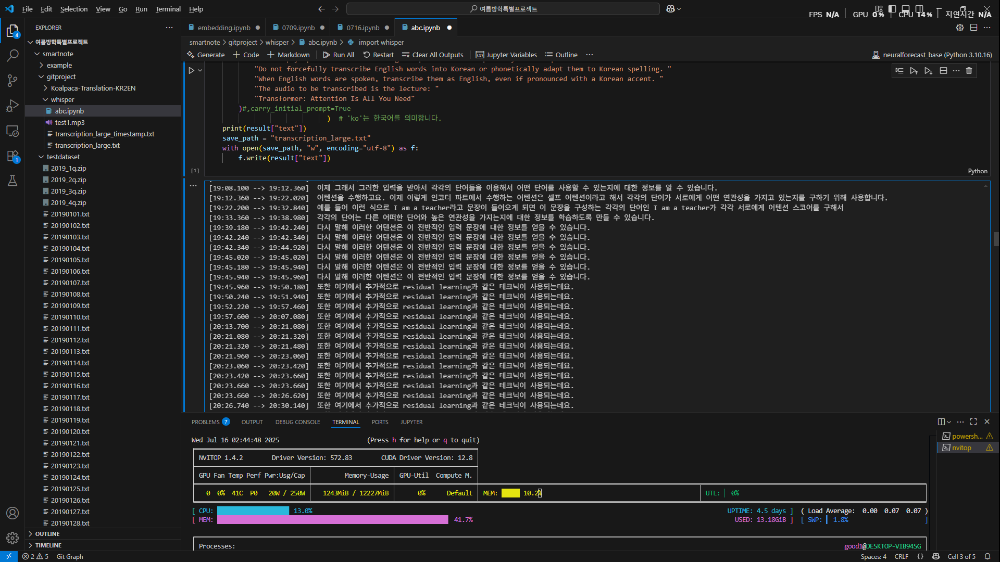 File Edit Selection View Go Run Terminal Help
여름방학특별프로젝트
FPS N/A GPU 0% CPU 14% 지연시간 N/A
EXPLORER
embedding.ipynb
0709.ipynb
0716.ipynb
abc.ipynb
smartnote > gitproject > whisper > abc.ipynb > import whisper
Generate + Code + Markdown Run All Restart Clear All Outputs Jupyter Variables Outline ...
neuralforecast_base (Python 3.10.16)
여름방학특별프로젝트
smartnote
example
gitproject
Koalpaca-Translation-KR2EN
whisper
abc.ipynb
test1.mp3
transcription_large_timestamp.txt
transcription_large.txt
testdataset
2019_1q.zip
2019_2q.zip
2019_3q.zip
2019_4q.zip
20190101.txt
20190102.txt
20190103.txt
20190104.txt
20190105.txt
20190106.txt
20190107.txt
20190108.txt
20190109.txt
20190110.txt
20190111.txt
20190112.txt
20190113.txt
20190114.txt
20190115.txt
20190116.txt
20190117.txt
20190118.txt
20190119.txt
20190120.txt
20190121.txt
20190122.txt
20190123.txt
20190124.txt
20190125.txt
20190126.txt
20190127.txt
20190128.txt
OUTLINE
TIMELINE
"Do not forcefully transcribe English words into Korean or phonetically adapt them to Korean spelling. "
"When English words are spoken, transcribe them as English, even if pronounced with a Korean accent. "
"The audio to be transcribed is the lecture: "
"Transformer: Attention Is All You Need"
)#,carry_initial_prompt=True
) # 'ko'는 한국어를 의미합니다.
print(result["text"])
save_path = "transcription_large.txt"
with open(save_path, "w", encoding="utf-8") as f:
f.write(result["text"])
[1]
Python
[19:08.100 --> 19:12.360] 이제 그래서 그러한 입력을 받아서 각각의 단어들을 이용해서 어떤 단어를 사용할 수 있는지에 대한 정보를 알 수 있습니다.
[19:12.360 --> 19:22.020] 어텐션을 수행하고요. 이제 이렇게 인코더 파트에서 수행하는 어텐션은 셀프 어텐션이라고 해서 각각의 단어가 서로에게 어떤 연관성을 가지고 있는지를 구하기 위해 사용합니다.
[19:22.200 --> 19:32.840] 예를 들어 이런 식으로 I am a teacher라고 문장이 들어오게 되면 이 문장을 구성하는 각각의 단어인 I am a teacher가 각각 서로에게 어텐션 스코어를 구해서
[19:33.360 --> 19:38.980] 각각의 단어는 다른 어떠한 단어와 높은 연관성을 가지는지에 대한 정보를 학습하도록 만들 수 있습니다.
[19:39.180 --> 19:42.240] 다시 말해 이러한 어텐션은 이 전반적인 입력 문장에 대한 정보를 얻을 수 있습니다.
[19:42.240 --> 19:42.340] 다시 말해 이러한 어텐션은 이 전반적인 입력 문장에 대한 정보를 얻을 수 있습니다.
[19:42.340 --> 19:44.920] 다시 말해 이러한 어텐션은 이 전반적인 입력 문장에 대한 정보를 얻을 수 있습니다.
[19:45.020 --> 19:45.020] 다시 말해 이러한 어텐션은 이 전반적인 입력 문장에 대한 정보를 얻을 수 있습니다.
[19:45.180 --> 19:45.940] 다시 말해 이러한 어텐션은 이 전반적인 입력 문장에 대한 정보를 얻을 수 있습니다.
[19:45.940 --> 19:45.960] 다시 말해 이러한 어텐션은 이 전반적인 입력 문장에 대한 정보를 얻을 수 있습니다.
[19:45.960 --> 19:50.180] 또한 여기에서 추가적으로 residual learning과 같은 테크닉이 사용되는데요.
[19:50.240 --> 19:51.940] 또한 여기에서 추가적으로 residual learning과 같은 테크닉이 사용되는데요.
[19:52.220 --> 19:57.460] 또한 여기에서 추가적으로 residual learning과 같은 테크닉이 사용되는데요.
[19:57.600 --> 20:07.080] 또한 여기에서 추가적으로 residual learning과 같은 테크닉이 사용되는데요.
[20:13.700 --> 20:21.080] 또한 여기에서 추가적으로 residual learning과 같은 테크닉이 사용되는데요.
[20:21.080 --> 20:21.320] 또한 여기에서 추가적으로 residual learning과 같은 테크닉이 사용되는데요.
[20:21.320 --> 20:21.480] 또한 여기에서 추가적으로 residual learning과 같은 테크닉이 사용되는데요.
[20:21.960 --> 20:23.060] 또한 여기에서 추가적으로 residual learning과 같은 테크닉이 사용되는데요.
[20:23.060 --> 20:23.420] 또한 여기에서 추가적으로 residual learning과 같은 테크닉이 사용되는데요.
[20:23.420 --> 20:23.660] 또한 여기에서 추가적으로 residual learning과 같은 테크닉이 사용되는데요.
[20:23.660 --> 20:23.660] 또한 여기에서 추가적으로 residual learning과 같은 테크닉이 사용되는데요.
[20:23.660 --> 20:26.620] 또한 여기에서 추가적으로 residual learning과 같은 테크닉이 사용되는데요.
[20:26.740 --> 20:30.140] 또한 여기에서 추가적으로 residual learning과 같은 테크닉이 사용되는데요.
PROBLEMS 7 OUTPUT DEBUG CONSOLE TERMINAL PORTS JUPYTER
powersh...
nvitop
Wed Jul 16 02:44:48 2025 (Press h for help or q to quit)
NVITOP 1.4.2 Driver Version: 572.83 CUDA Driver Version: 12.8
GPU Fan Temp Perf Pwr:Usg/Cap Memory-Usage GPU-Util Compute M.
0 0% 41C P0 20W / 250W 1243MiB / 12227MiB 0% Default MEM: 10.2% UTL: 0%
[ CPU: 13.0% UPTIME: 4.5 days ] ( Load Average: 0.00 0.07 0.07 )
[ MEM: 41.7% USED: 13.18GiB ] [ SWP: 1.8% ]
Processes: good1@DESKTOP-VIB94SG
2 5 Git Graph Spaces: 4 CRLF {} Cell 3 of 5